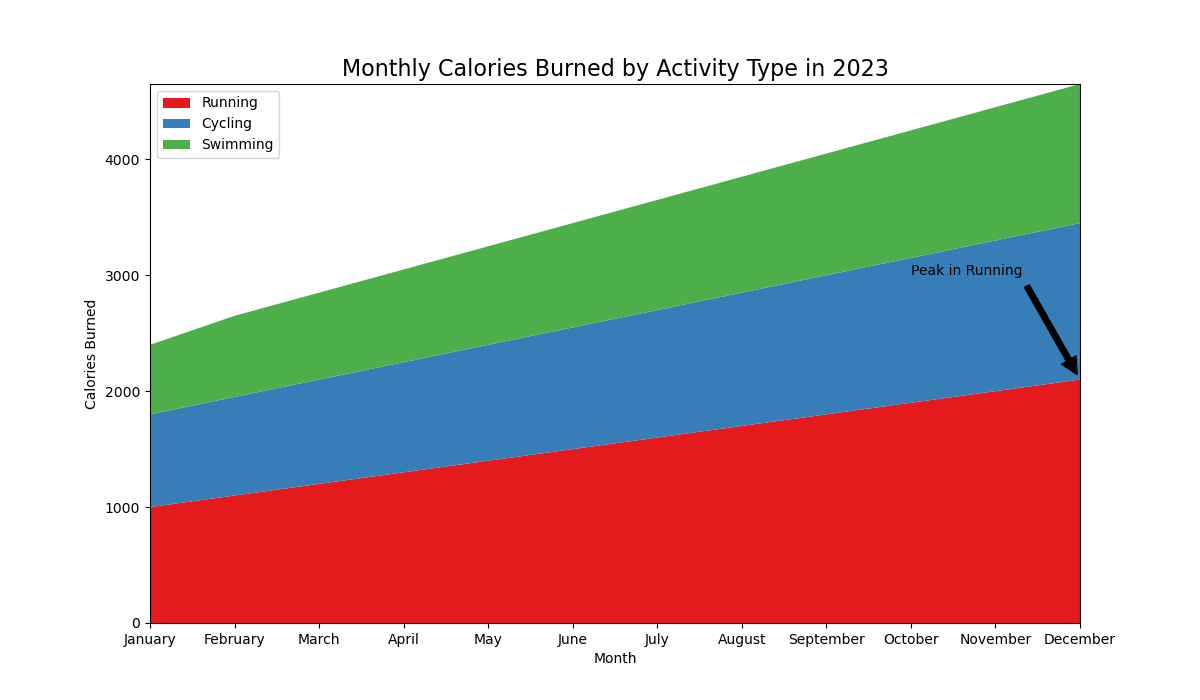 Monthly Calories Burned by Activity Type in 2023
Running
Cycling
Swimming
4000
3000
2000
1000
0
Calories Burned
Peak in Running
January February March April May June July August September October November December
Month